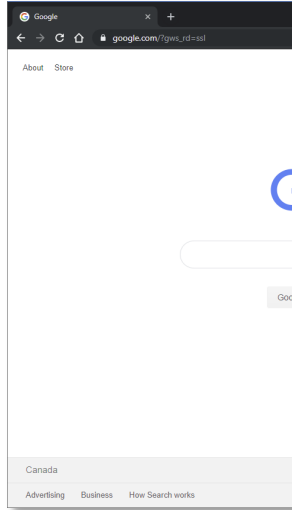 Google
google.com/?gws_rd=ssl
About Store
Canada
Advertising Business How Search works